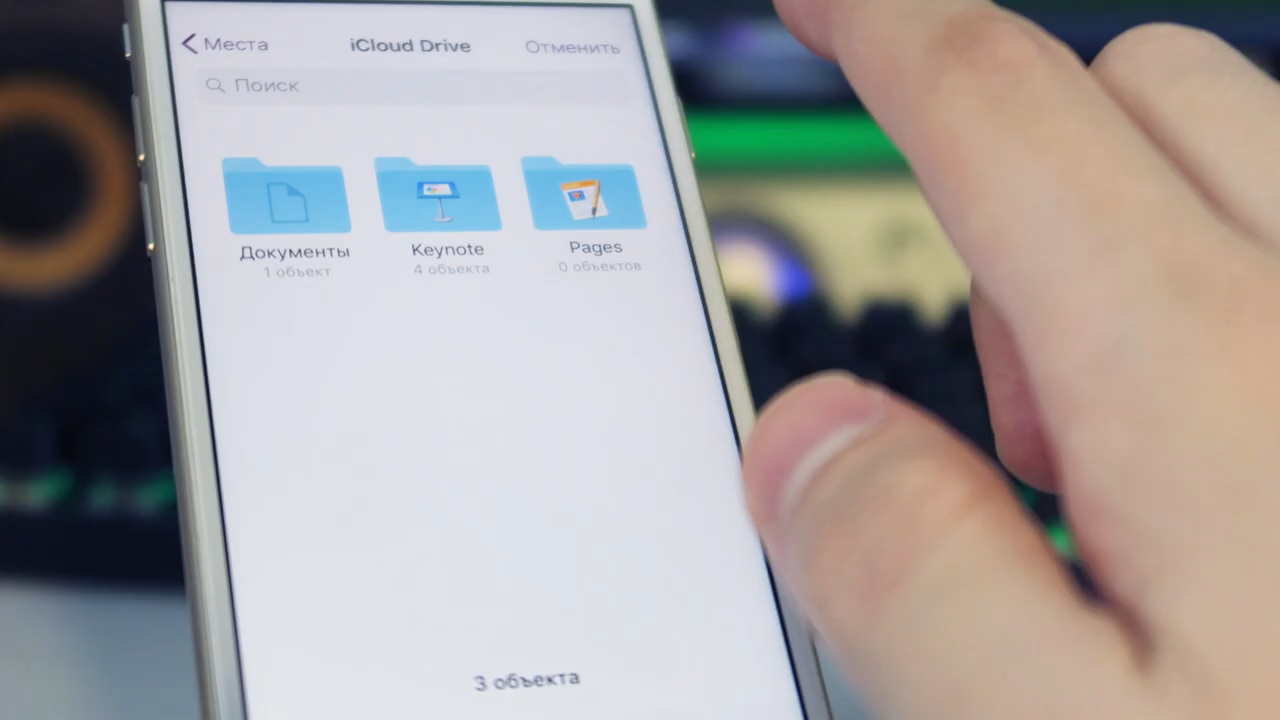 Места iCloud Drive Отменить
Поиск
Документы Keynote Pages
1 объект 4 объекта 0 объектов
3 объекта